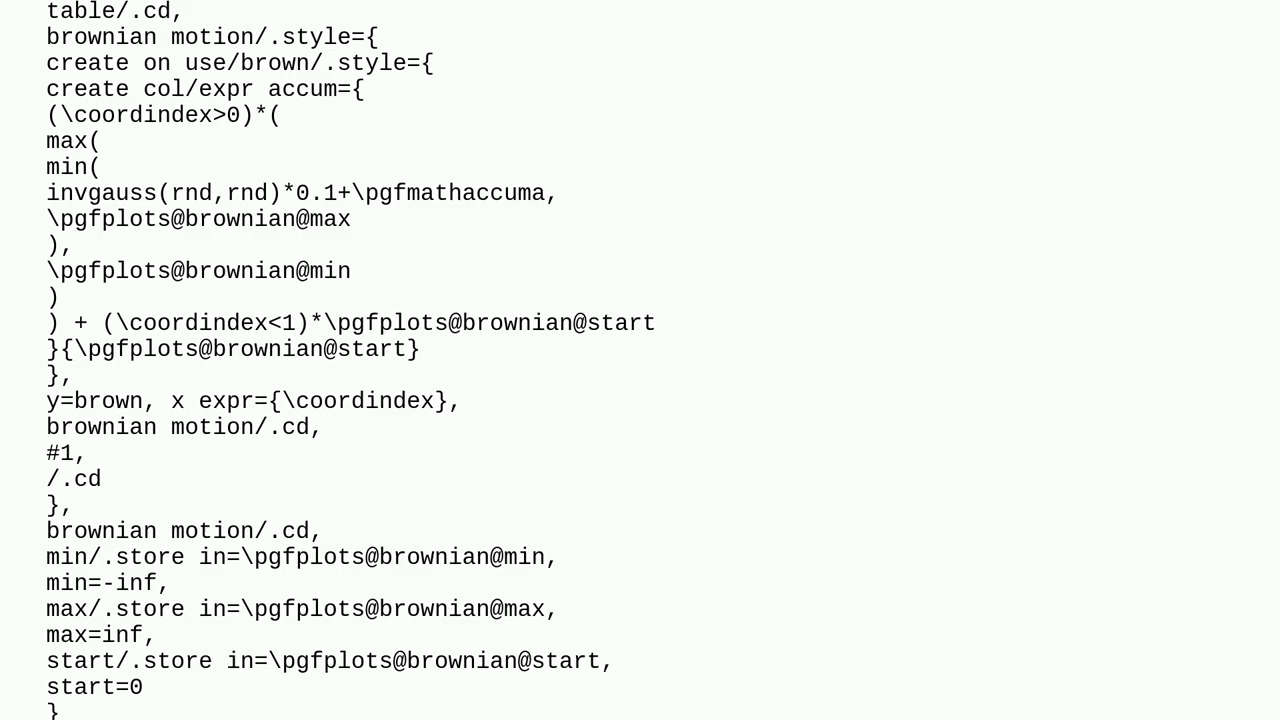 table/.cd,
brownian motion/.style={
create on use/brown/.style={
create col/expr accum={
(\coordindex>0)*(
max(
min(
invgauss(rnd,rnd)*0.1+\pgfmathaccuma,
\pgfplots@brownian@max
),
\pgfplots@brownian@min
)
) + (\coordindex<1)*\pgfplots@brownian@start
}{\pgfplots@brownian@start}
},
y=brown, x expr={\coordindex},
brownian motion/.cd,
#1,
/.cd
},
brownian motion/.cd,
min/.store in=\pgfplots@brownian@min,
min=-inf,
max/.store in=\pgfplots@brownian@max,
max=inf,
start/.store in=\pgfplots@brownian@start,
start=0
}